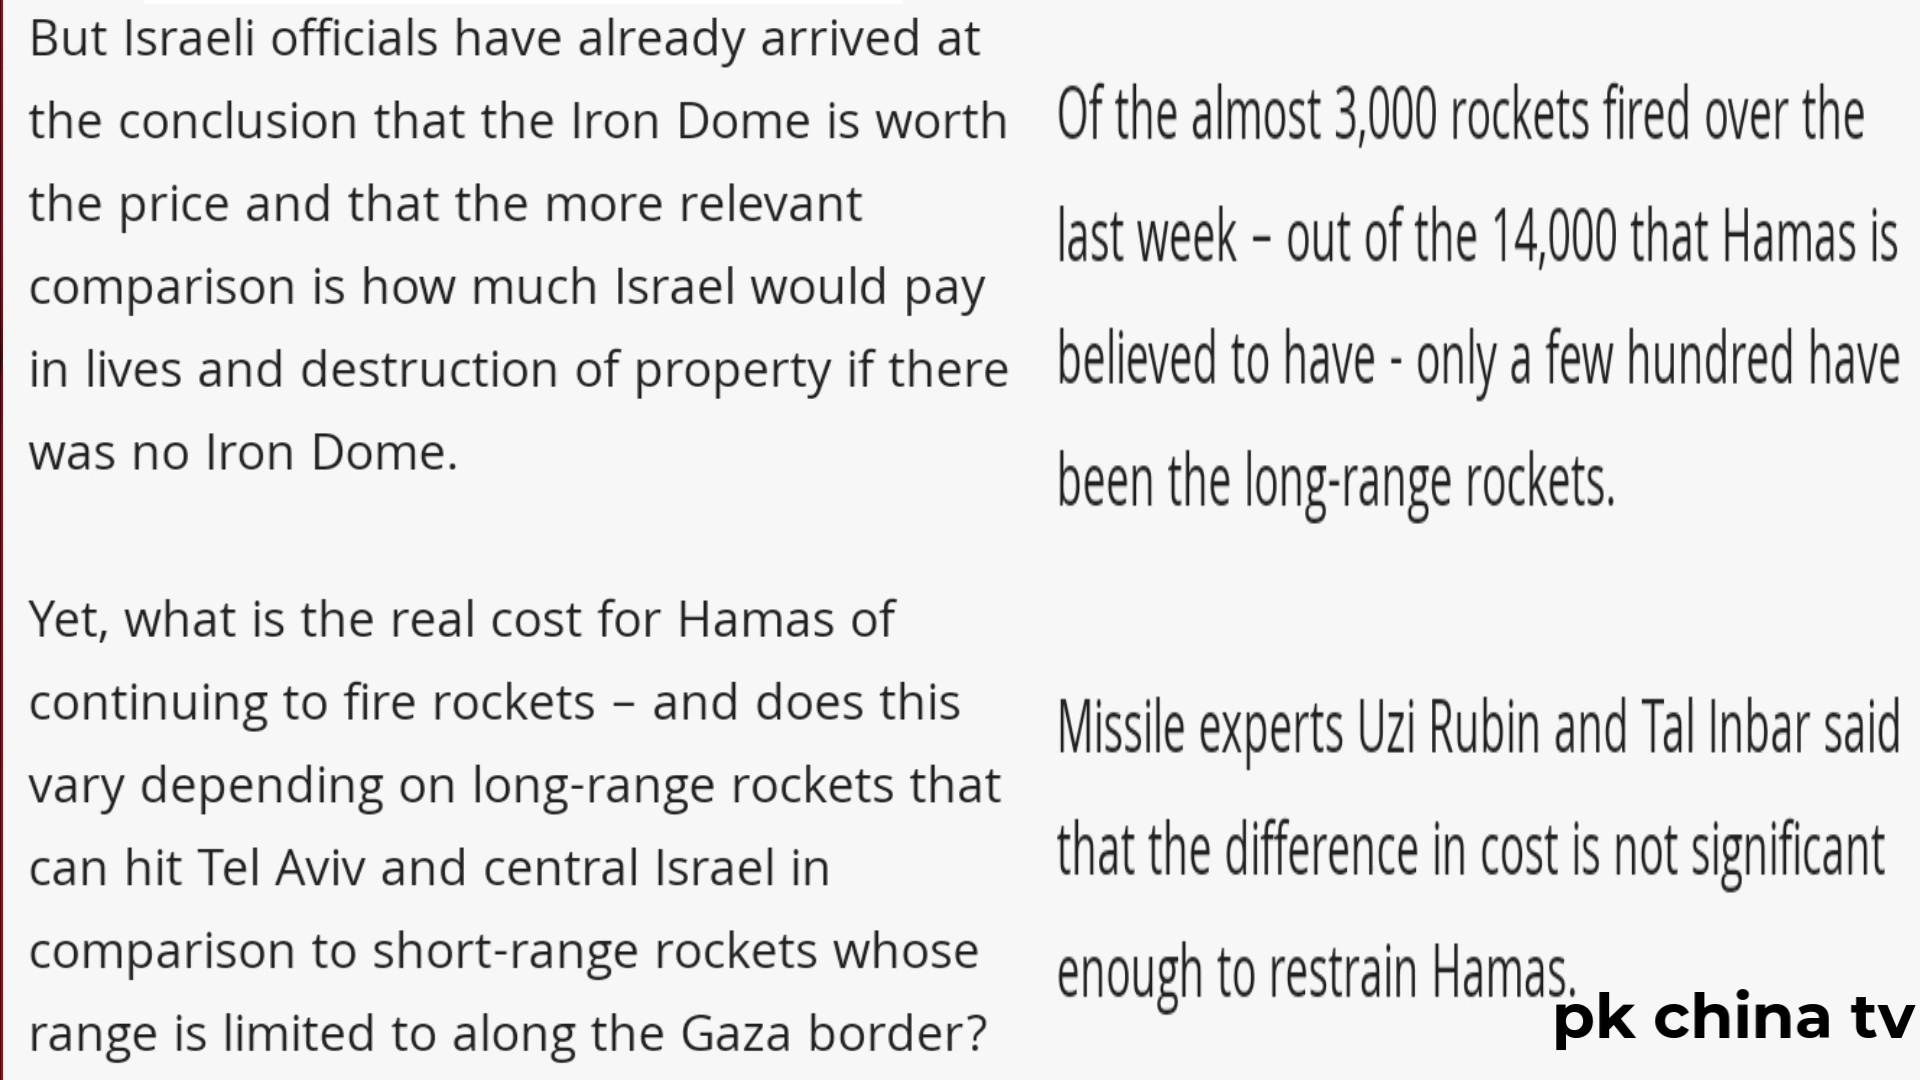 But Israeli officials have already arrived at
the conclusion that the Iron Dome is worth
the price and that the more relevant
comparison is how much Israel would pay
in lives and destruction of property if there
was no Iron Dome.
Yet, what is the real cost for Hamas of
continuing to fire rockets – and does this
vary depending on long-range rockets that
can hit Tel Aviv and central Israel in
comparison to short-range rockets whose
range is limited to along the Gaza border?
Of the almost 3,000 rockets fired over the
last week – out of the 14,000 that Hamas is
believed to have - only a few hundred have
been the long-range rockets.
Missile experts Uzi Rubin and Tal Inbar said
that the difference in cost is not significant
enough to restrain Hamas.
pk china tv